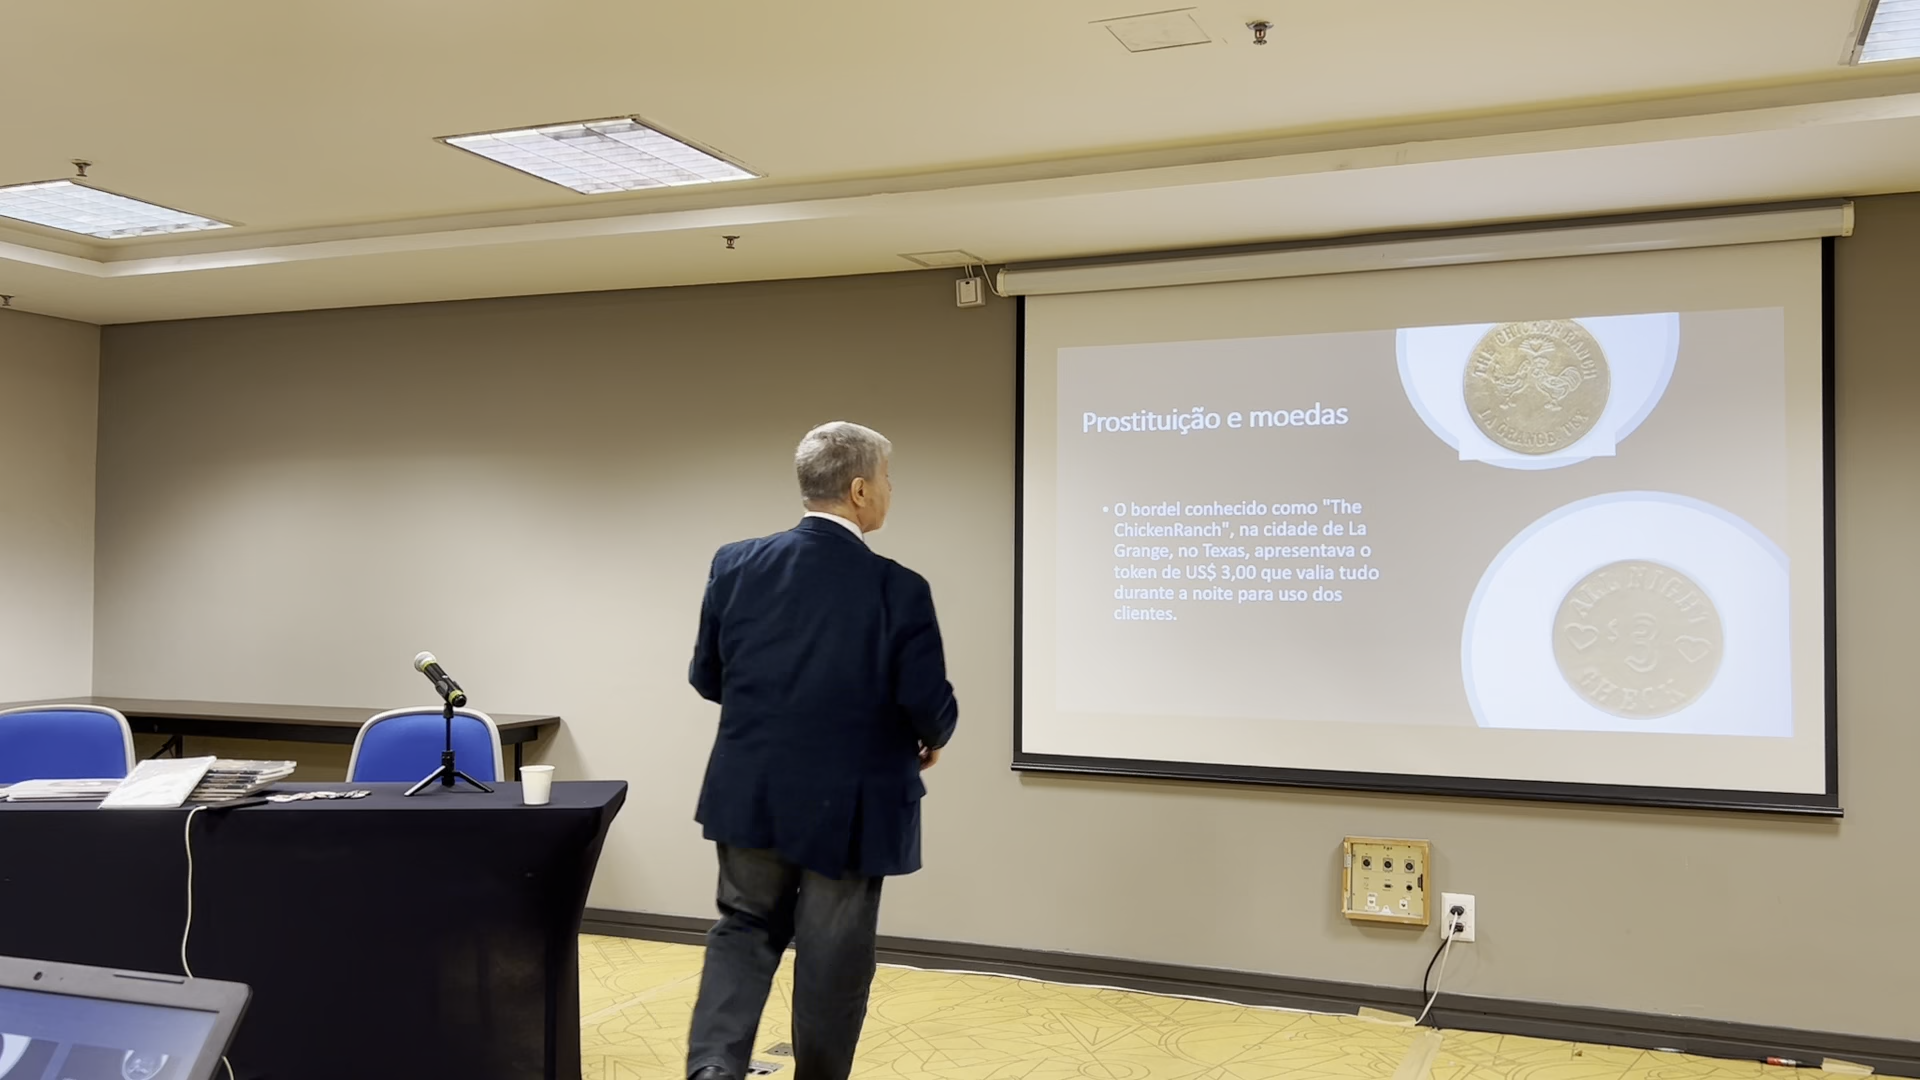 Prostituição e moedas
• O bordel conhecido como "The
ChickenRanch", na cidade de La
Grange, no Texas, apresentava o
token de US$ 3,00 que valia tudo
durante a noite para uso dos
clientes.
THE CHICKEN RANCH
LA GRANGE TEX
ALL NIGHT
$3
CHECK